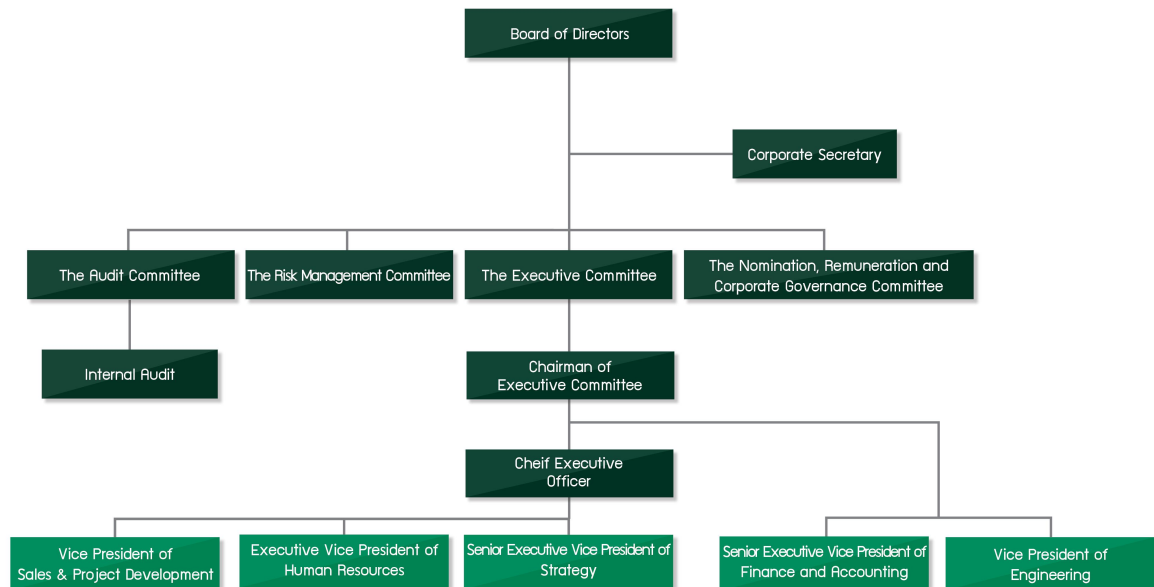 Board of Directors
Corporate Secretary
The Audit Committee
The Risk Management Committee
The Executive Committee
The Nomination, Remuneration and
Corporate Governance Committee
Internal Audit
Chairman of
Executive Committee
Cheif Executive
Officer
Vice President of
Sales & Project Development
Executive Vice President of
Human Resources
Senior Executive Vice President of
Strategy
Senior Executive Vice President of
Finance and Accounting
Vice President of
Engineering